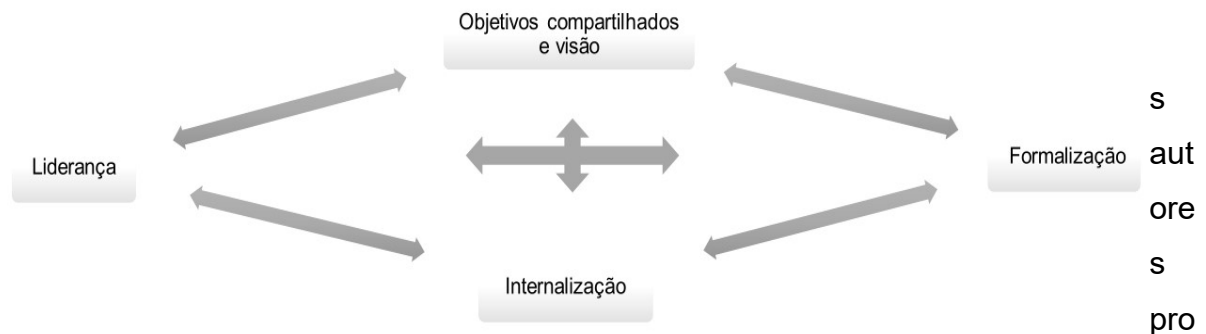 Objetivos compartilhados
e visão
Liderança
Formalização
Internalização
s
aut
ore
s
pro